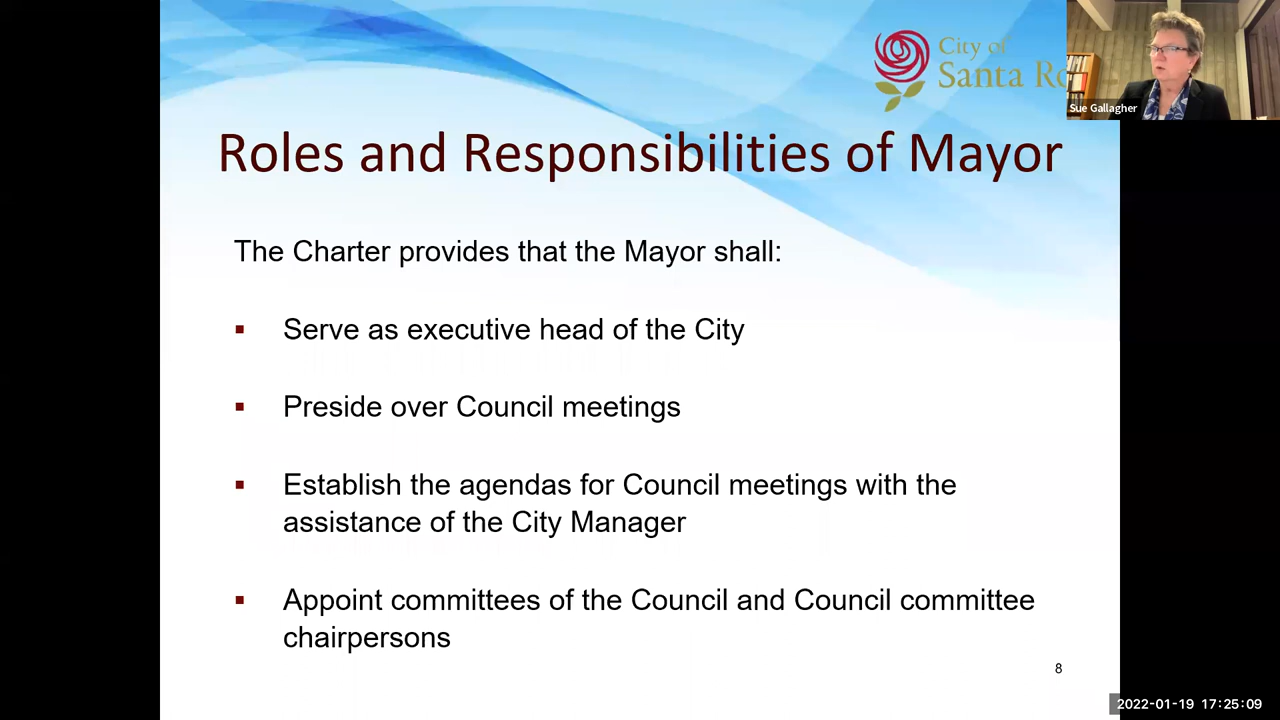 City of
Santa Ro
Sue Gallagher
Roles and Responsibilities of Mayor
The Charter provides that the Mayor shall:
▪ Serve as executive head of the City
▪ Preside over Council meetings
▪ Establish the agendas for Council meetings with the
assistance of the City Manager
▪ Appoint committees of the Council and Council committee
chairpersons
8
2022-01-19 17:25:09